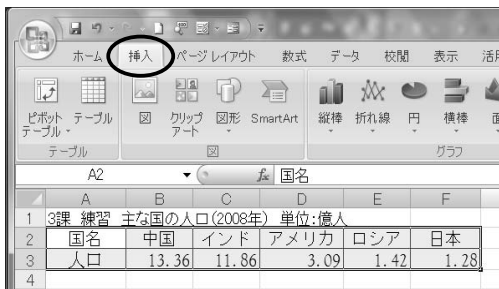 ホーム 挿入 ページ レイアウト 数式 データ 校閲 表示 活用
ピボット テーブル テーブル 図 クリップ アート 図形 SmartArt 縦棒 折れ線 円 横棒 面
テーブル 図 グラフ
A2 fx 国名
A B C D E F
1 3課 練習 主な国の人口(2008年) 単位:億人
2 国名 中国 インド アメリカ ロシア 日本
3 人口 13.36 11.86 3.09 1.42 1.28
4